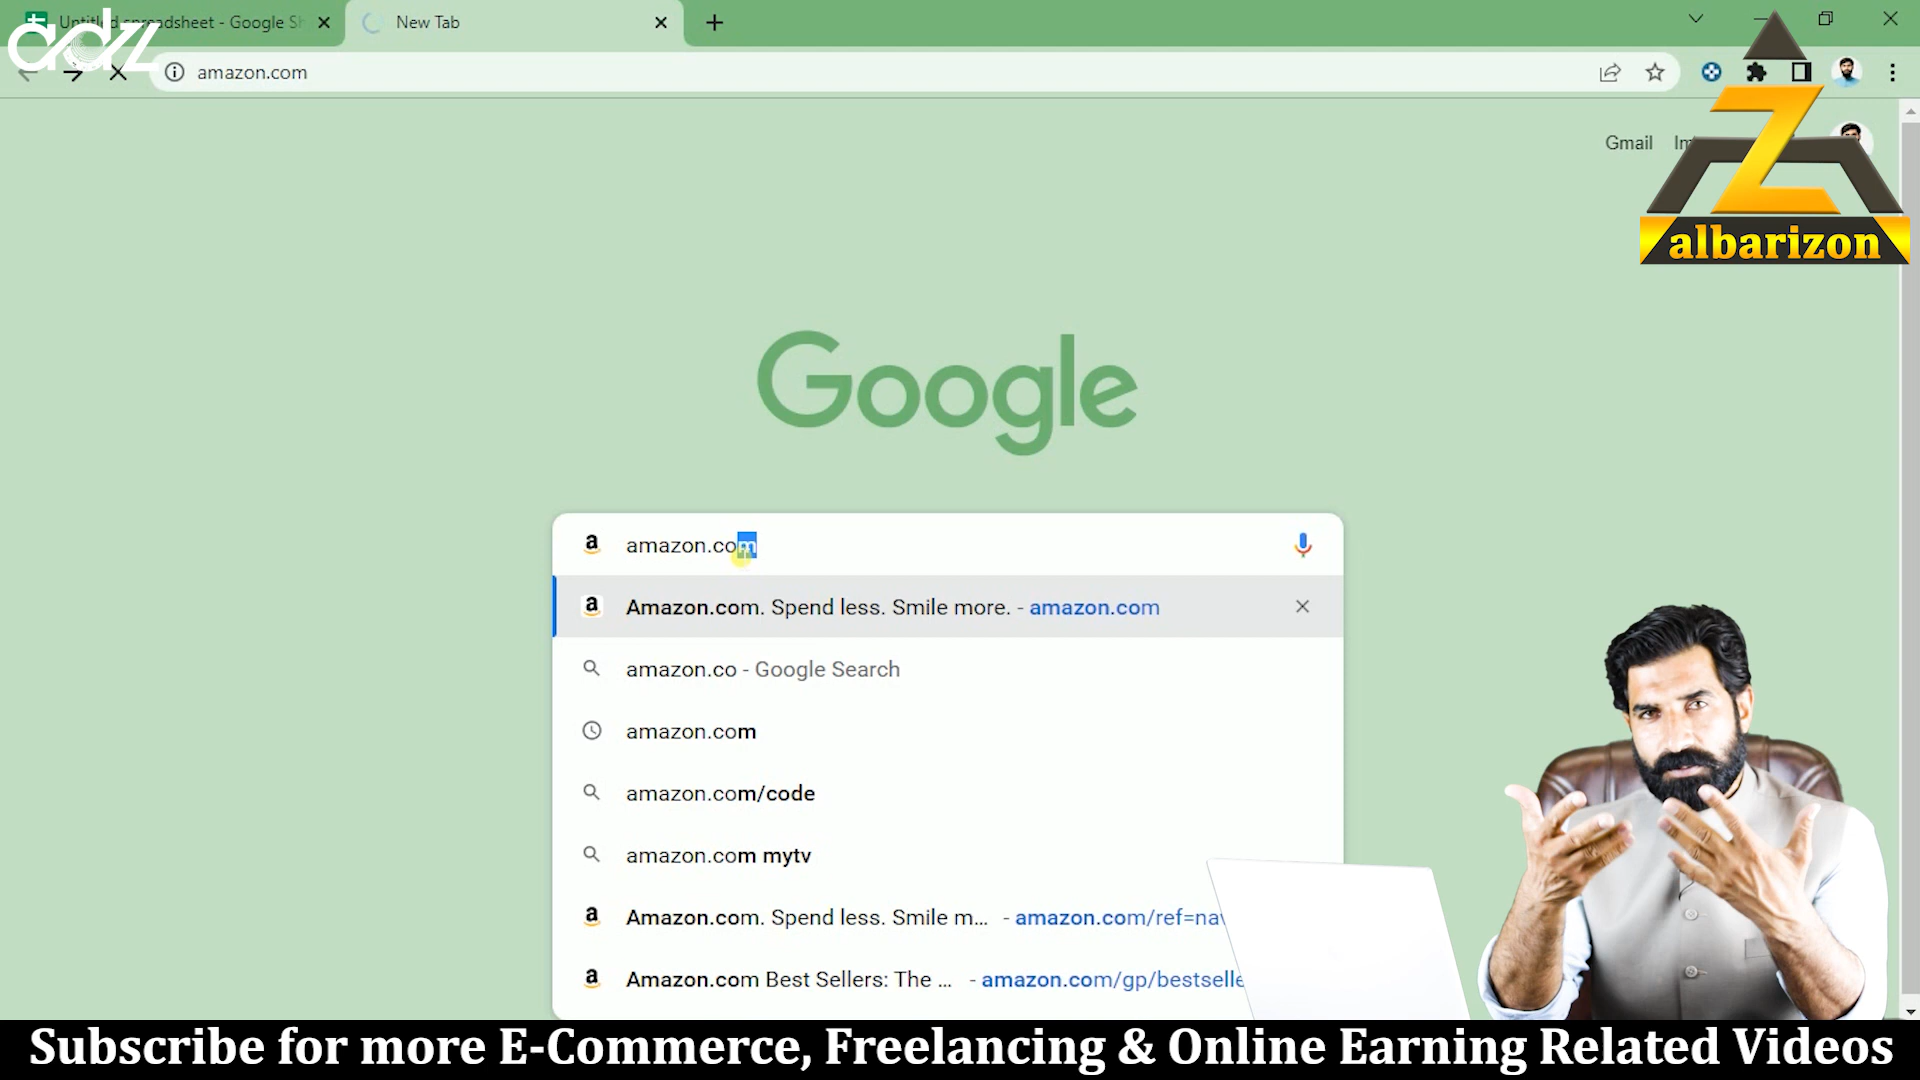 Untitled spreadsheet - Google Sh
New Tab
adz
amazon.com
Gmail
albarizon
Google
amazon.com
Amazon.com. Spend less. Smile more. - amazon.com
amazon.co - Google Search
amazon.com
amazon.com/code
amazon.com mytv
Amazon.com. Spend less. Smile m... - amazon.com/ref=nav
Amazon.com Best Sellers: The ... - amazon.com/gp/bestselle
Subscribe for more E-Commerce, Freelancing & Online Earning Related Videos